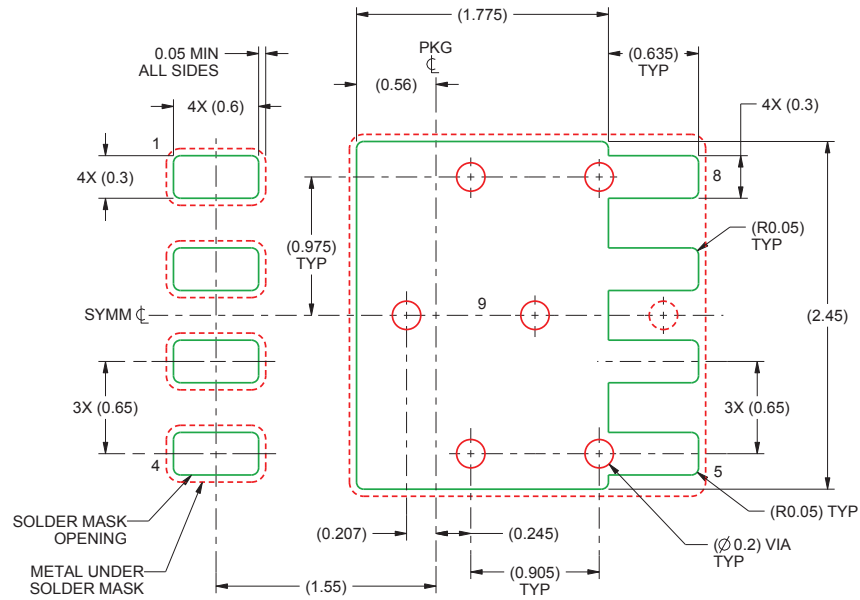 (1.775)
0.05 MIN
ALL SIDES
PKG
℄
(0.635)
TYP
(0.56)
4X (0.6)
4X (0.3)
1
8
4X (0.3)
(0.975)
TYP
(R0.05)
TYP
9
SYMM ℄
(2.45)
3X (0.65)
3X (0.65)
4
5
SOLDER MASK
OPENING
(R0.05) TYP
(0.207)
(0.245)
(Ø 0.2) VIA
TYP
METAL UNDER
SOLDER MASK
(0.905)
TYP
(1.55)